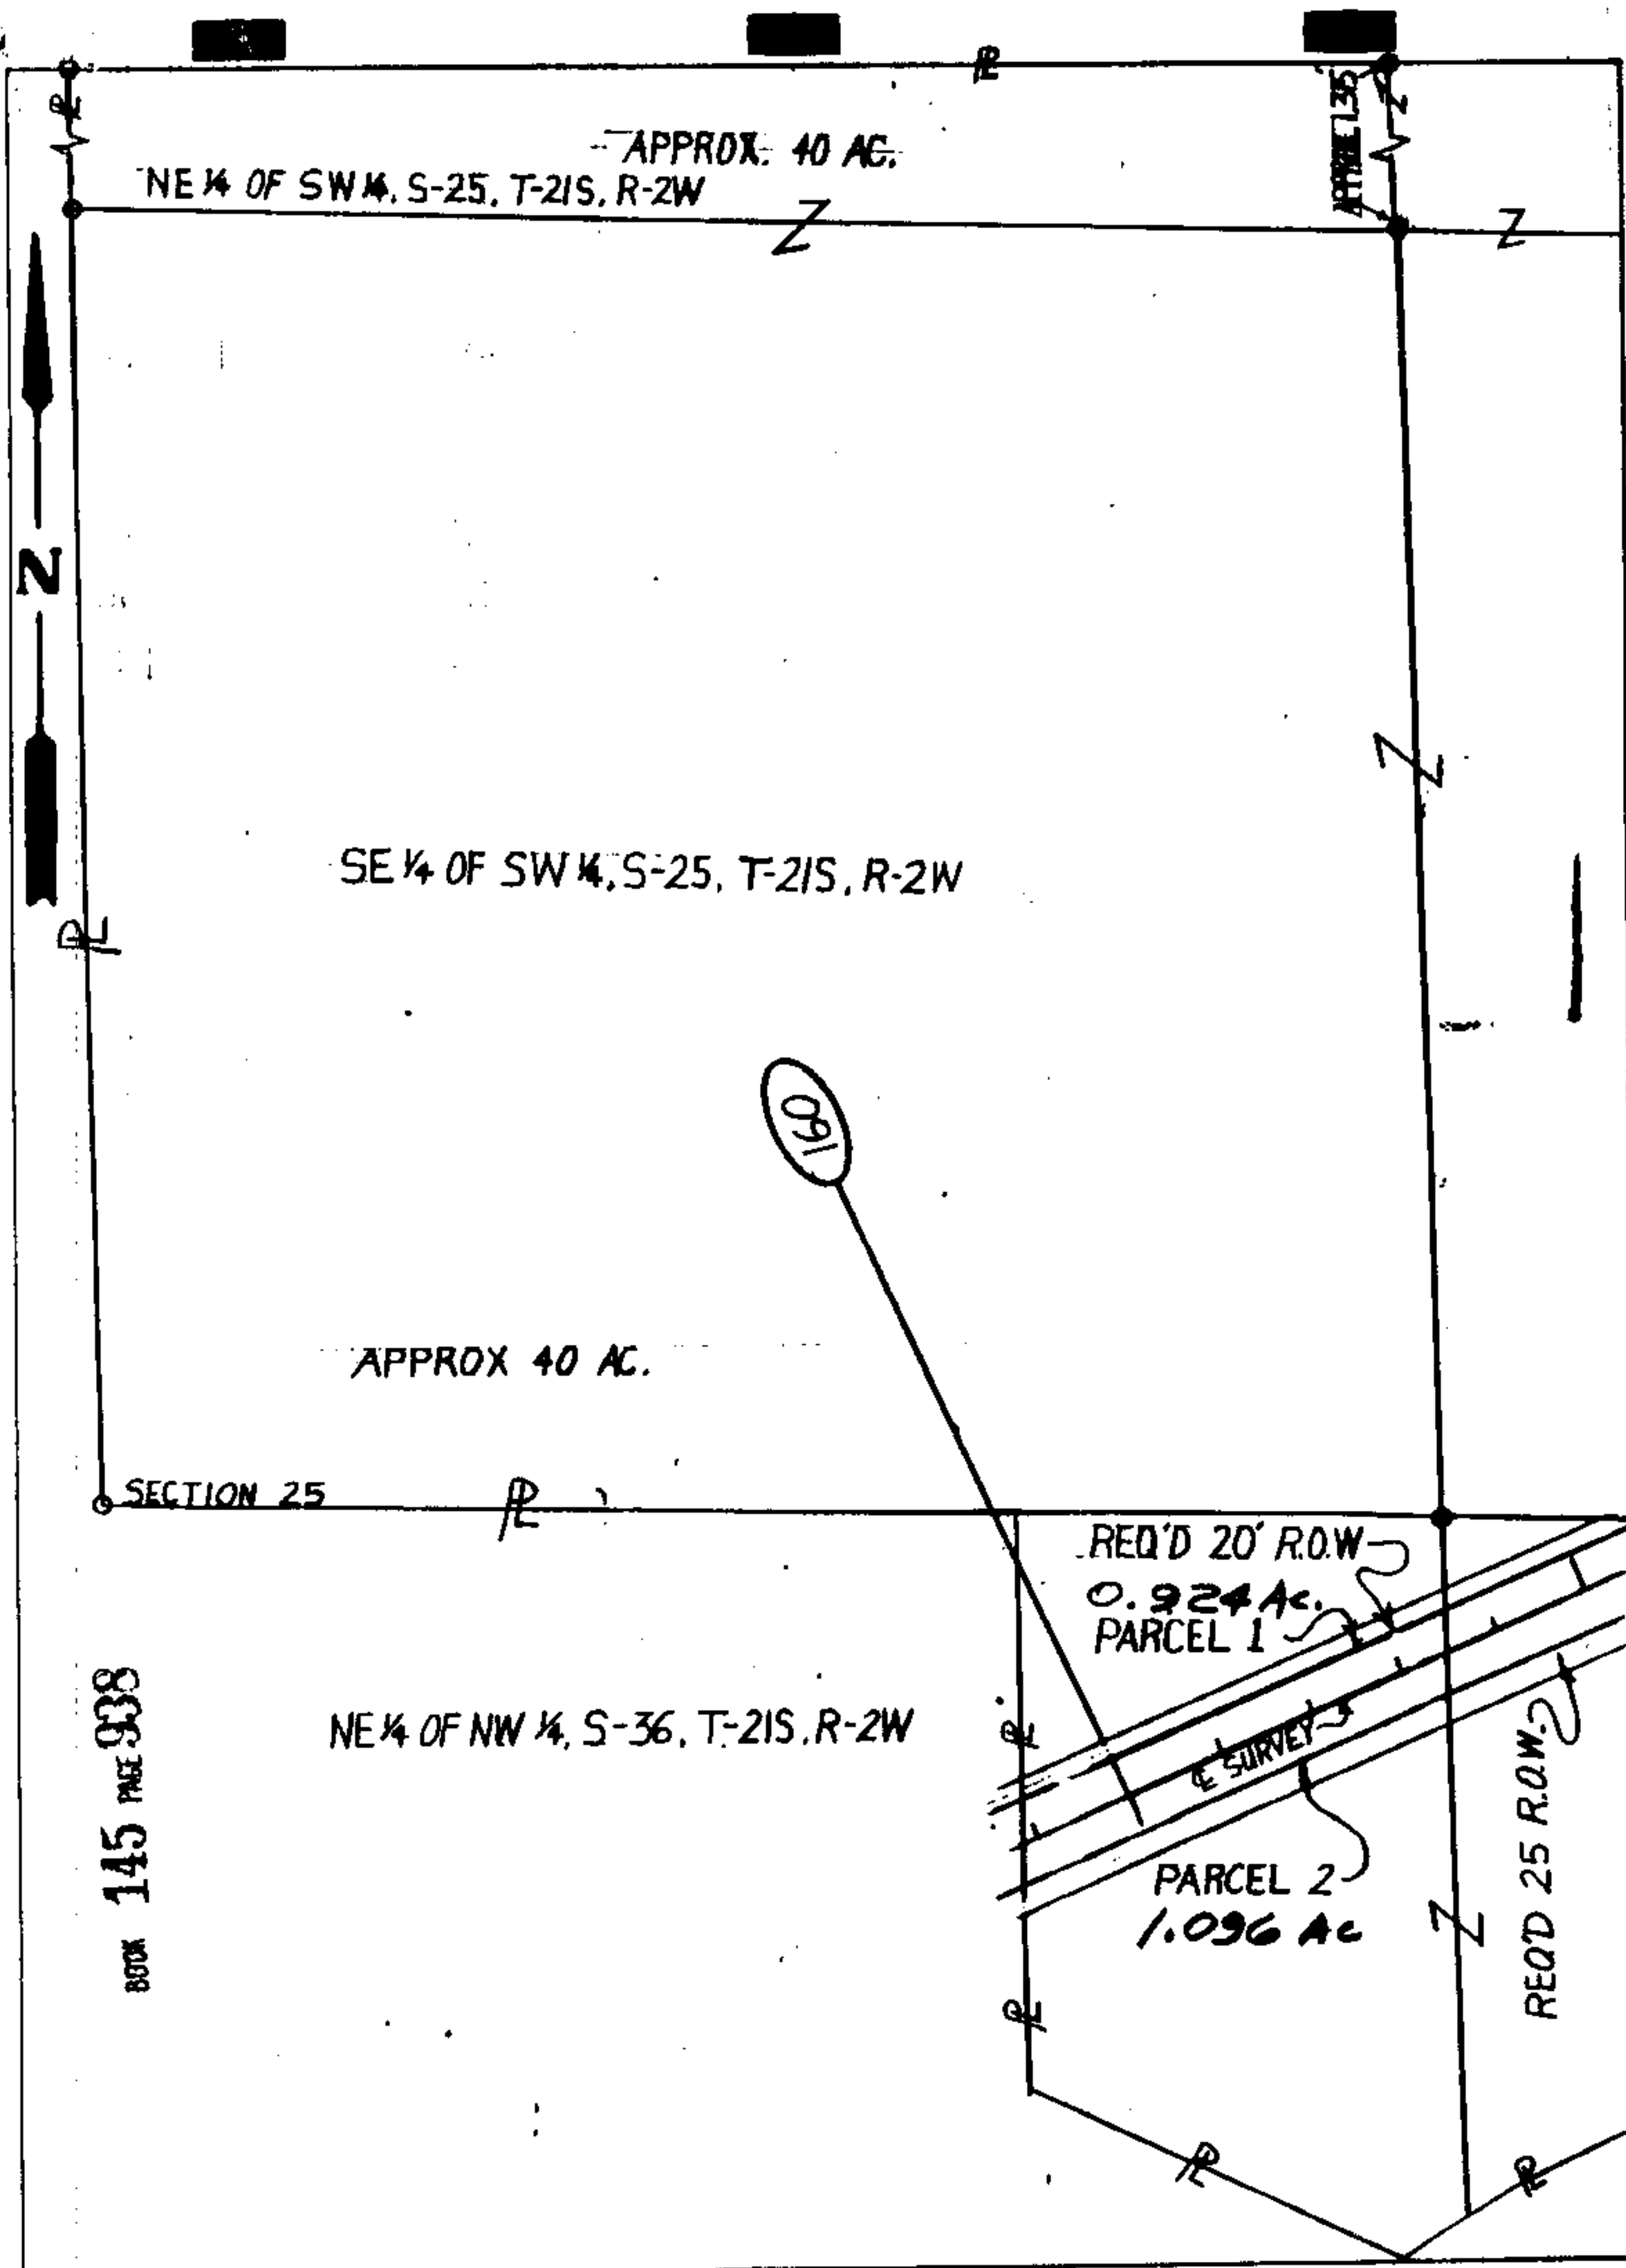 APPROX. 40 AC.
NE ¼ OF SW ¼, S-25, T-21S, R-2W
N
SE ¼ OF SW ¼, S-25, T-21S, R-2W
160
APPROX 40 AC.
SECTION 25
REQ'D 20' R.O.W
0.924 Ac.
PARCEL 1
NE ¼ OF NW ¼, S-36, T-21S, R-2W
℄ SURVEY
PARCEL 2
1.096 Ac
REQ'D 25 R.O.W.
BOOK 145 PAGE 938